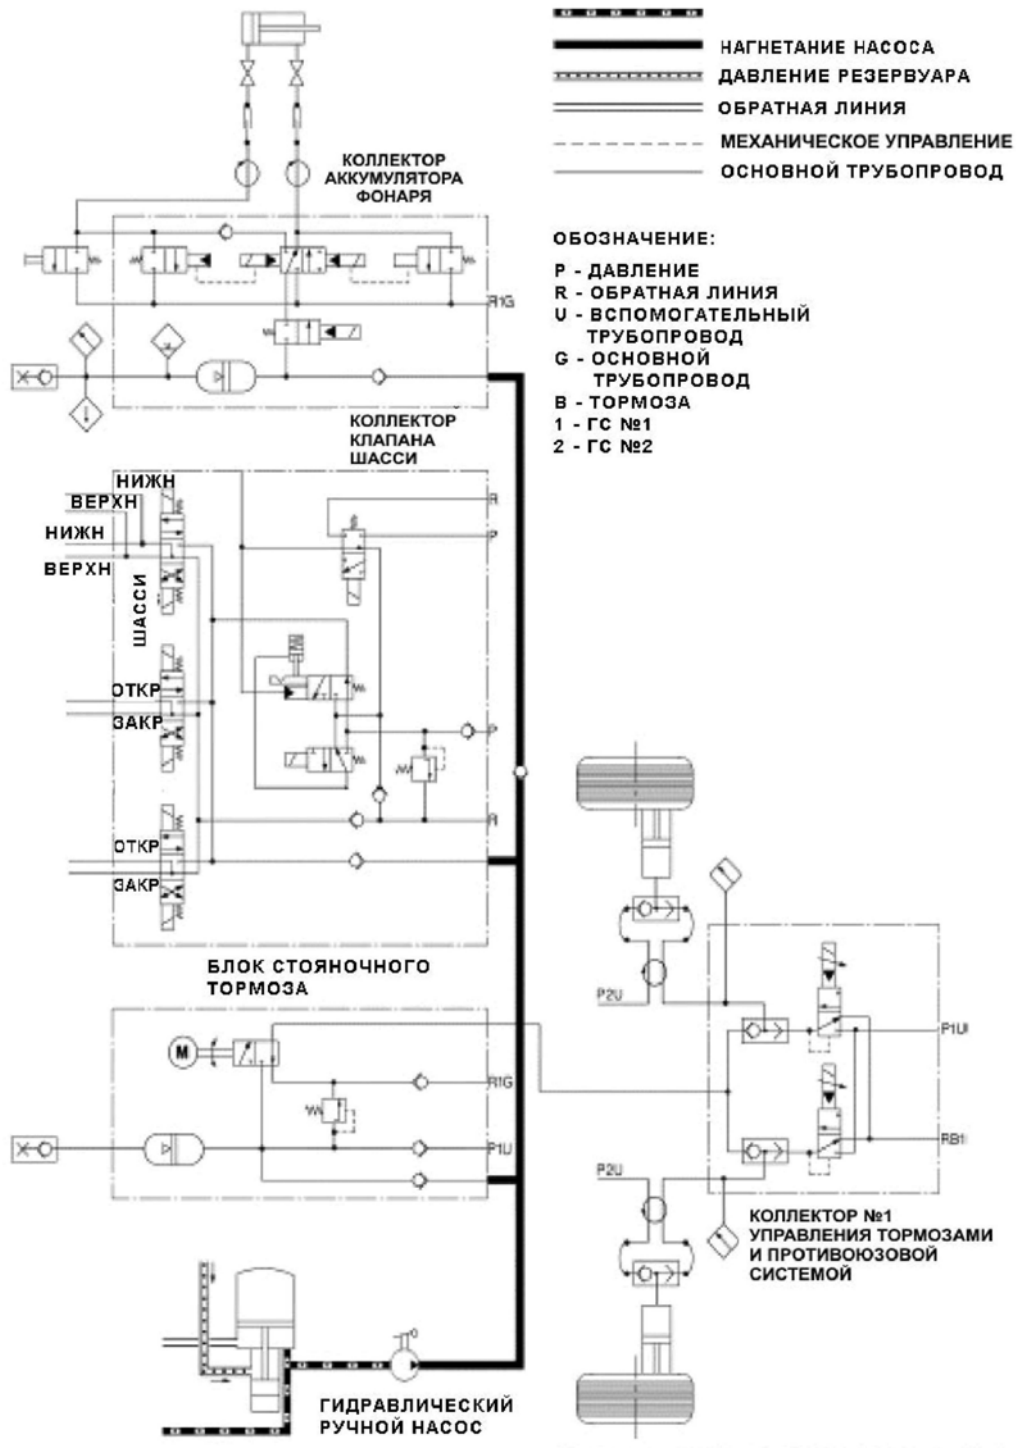 НАГНЕТАНИЕ НАСОСА
ДАВЛЕНИЕ РЕЗЕРВУАРА
ОБРАТНАЯ ЛИНИЯ
МЕХАНИЧЕСКОЕ УПРАВЛЕНИЕ
ОСНОВНОЙ ТРУБОПРОВОД
ОБОЗНАЧЕНИЕ:
P - ДАВЛЕНИЕ
R - ОБРАТНАЯ ЛИНИЯ
U - ВСПОМОГАТЕЛЬНЫЙ
ТРУБОПРОВОД
G - ОСНОВНОЙ
ТРУБОПРОВОД
B - ТОРМОЗА
1 - ГС №1
2 - ГС №2
КОЛЛЕКТОР
АККУМУЛЯТОРА
ФОНАРЯ
R1G
КОЛЛЕКТОР
КЛАПАНА
ШАССИ
НИЖН
ВЕРХН
НИЖН
ВЕРХН
ШАССИ
R
P
ОТКР
ЗАКР
P
R
ОТКР
ЗАКР
БЛОК СТОЯНОЧНОГО
ТОРМОЗА
M
R1G
P1U
P2U
P1U
RB1
P2U
КОЛЛЕКТОР №1
УПРАВЛЕНИЯ ТОРМОЗАМИ
И ПРОТИВОЮЗОВОЙ
СИСТЕМОЙ
ГИДРАВЛИЧЕСКИЙ
РУЧНОЙ НАСОС